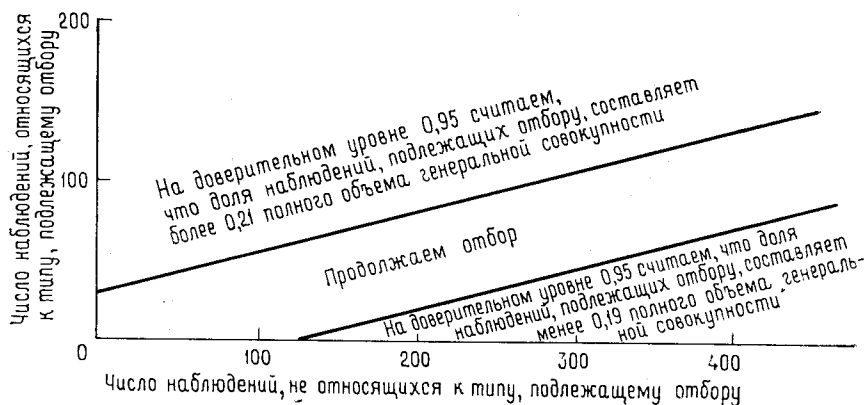 Число наблюдений, относящихся
к типу, подлежащему отбору
200
100
0
100
200
300
400
На доверительном уровне 0,95 считаем,
что доля наблюдений, подлежащих отбору, составляет
более 0,21 полного объема генеральной совокупности
Продолжаем отбор
На доверительном уровне 0,95 считаем, что доля
наблюдений, подлежащих отбору, составляет
менее 0,19 полного объема генераль-
ной совокупности
Число наблюдений, не относящихся к типу, подлежащему отбору